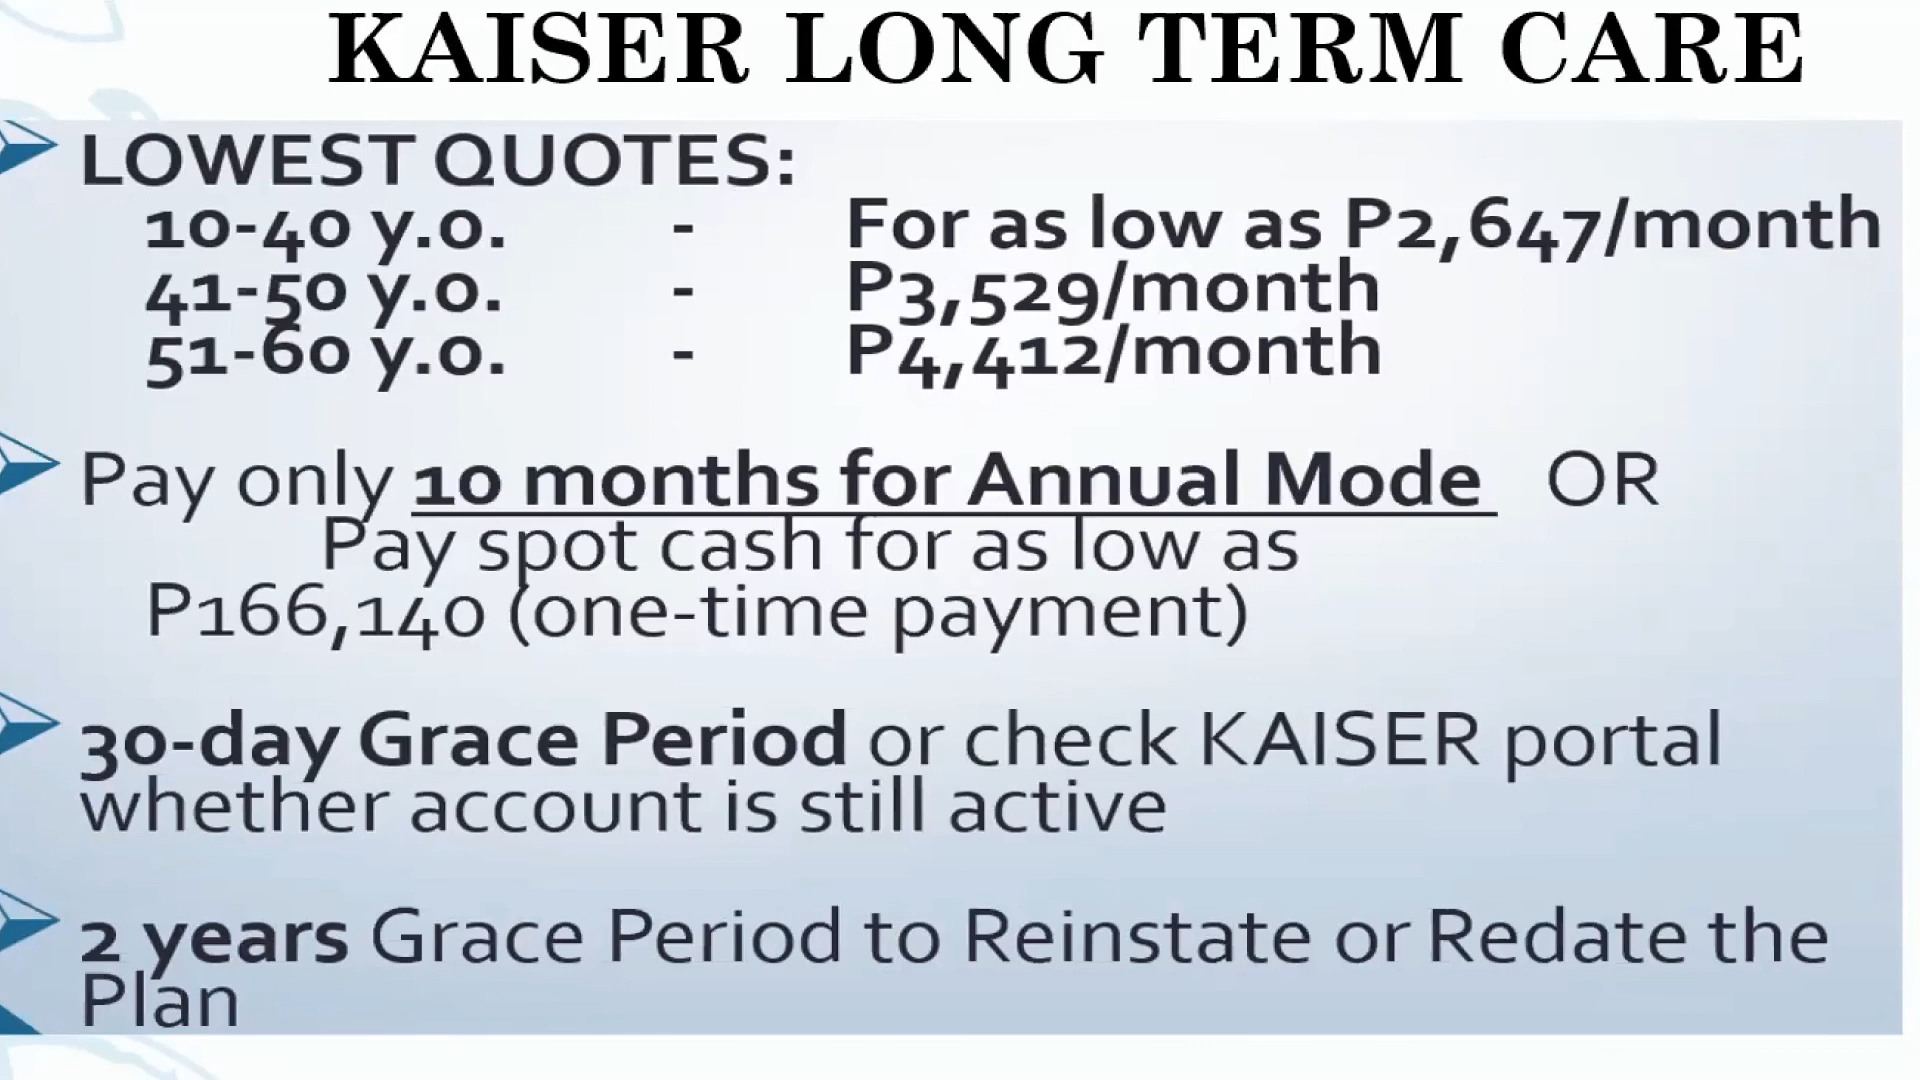 KAISER LONG TERM CARE
LOWEST QUOTES:
10-40 y.o. - For as low as P2,647/month
41-50 y.o. - P3,529/month
51-60 y.o. - P4,412/month
Pay only 10 months for Annual Mode OR
Pay spot cash for as low as
P166,140 (one-time payment)
30-day Grace Period or check KAISER portal
whether account is still active
2 years Grace Period to Reinstate or Redate the
Plan